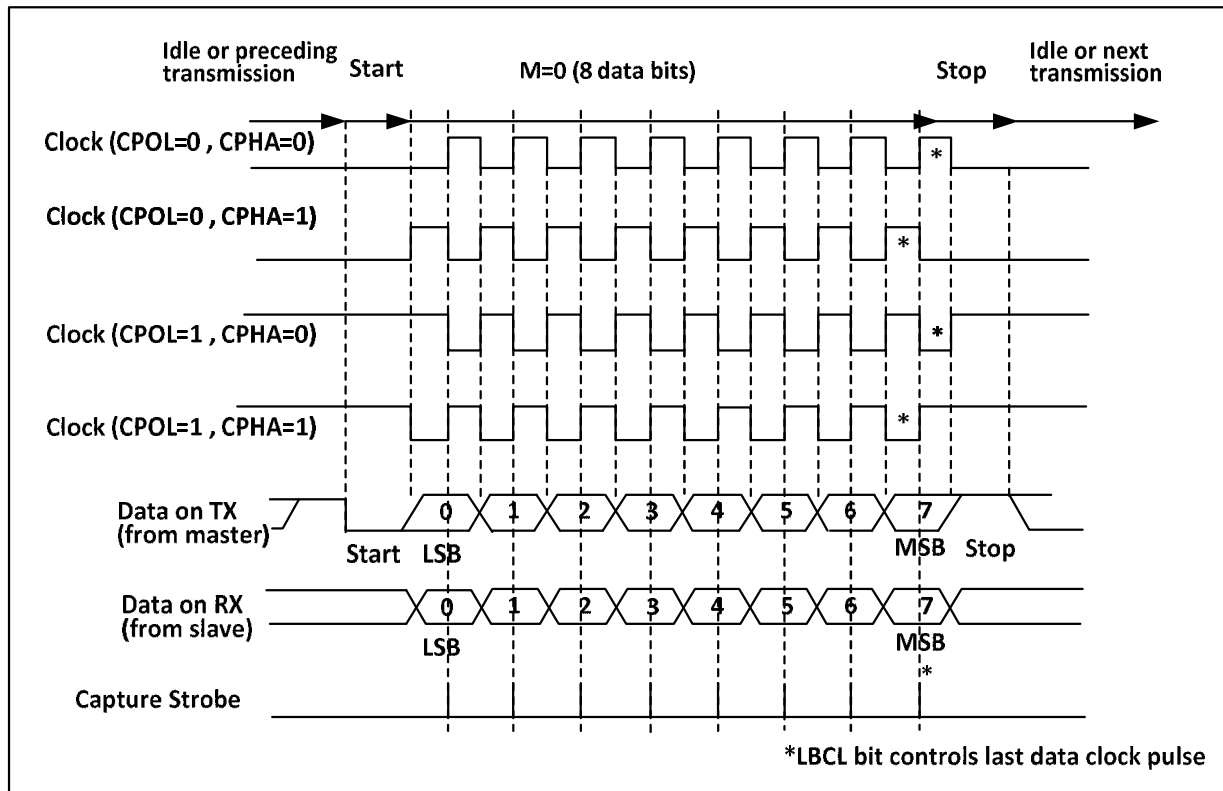 Idle or preceding
transmission
Start
M=0 (8 data bits)
Stop
Idle or next
transmission
Clock (CPOL=0 , CPHA=0)
*
Clock (CPOL=0 , CPHA=1)
*
Clock (CPOL=1 , CPHA=0)
*
Clock (CPOL=1 , CPHA=1)
*
Data on TX
(from master)
0 1 2 3 4 5 6 7
Start LSB MSB Stop
Data on RX
(from slave)
0 1 2 3 4 5 6 7
LSB MSB
*
Capture Strobe
*LBCL bit controls last data clock pulse